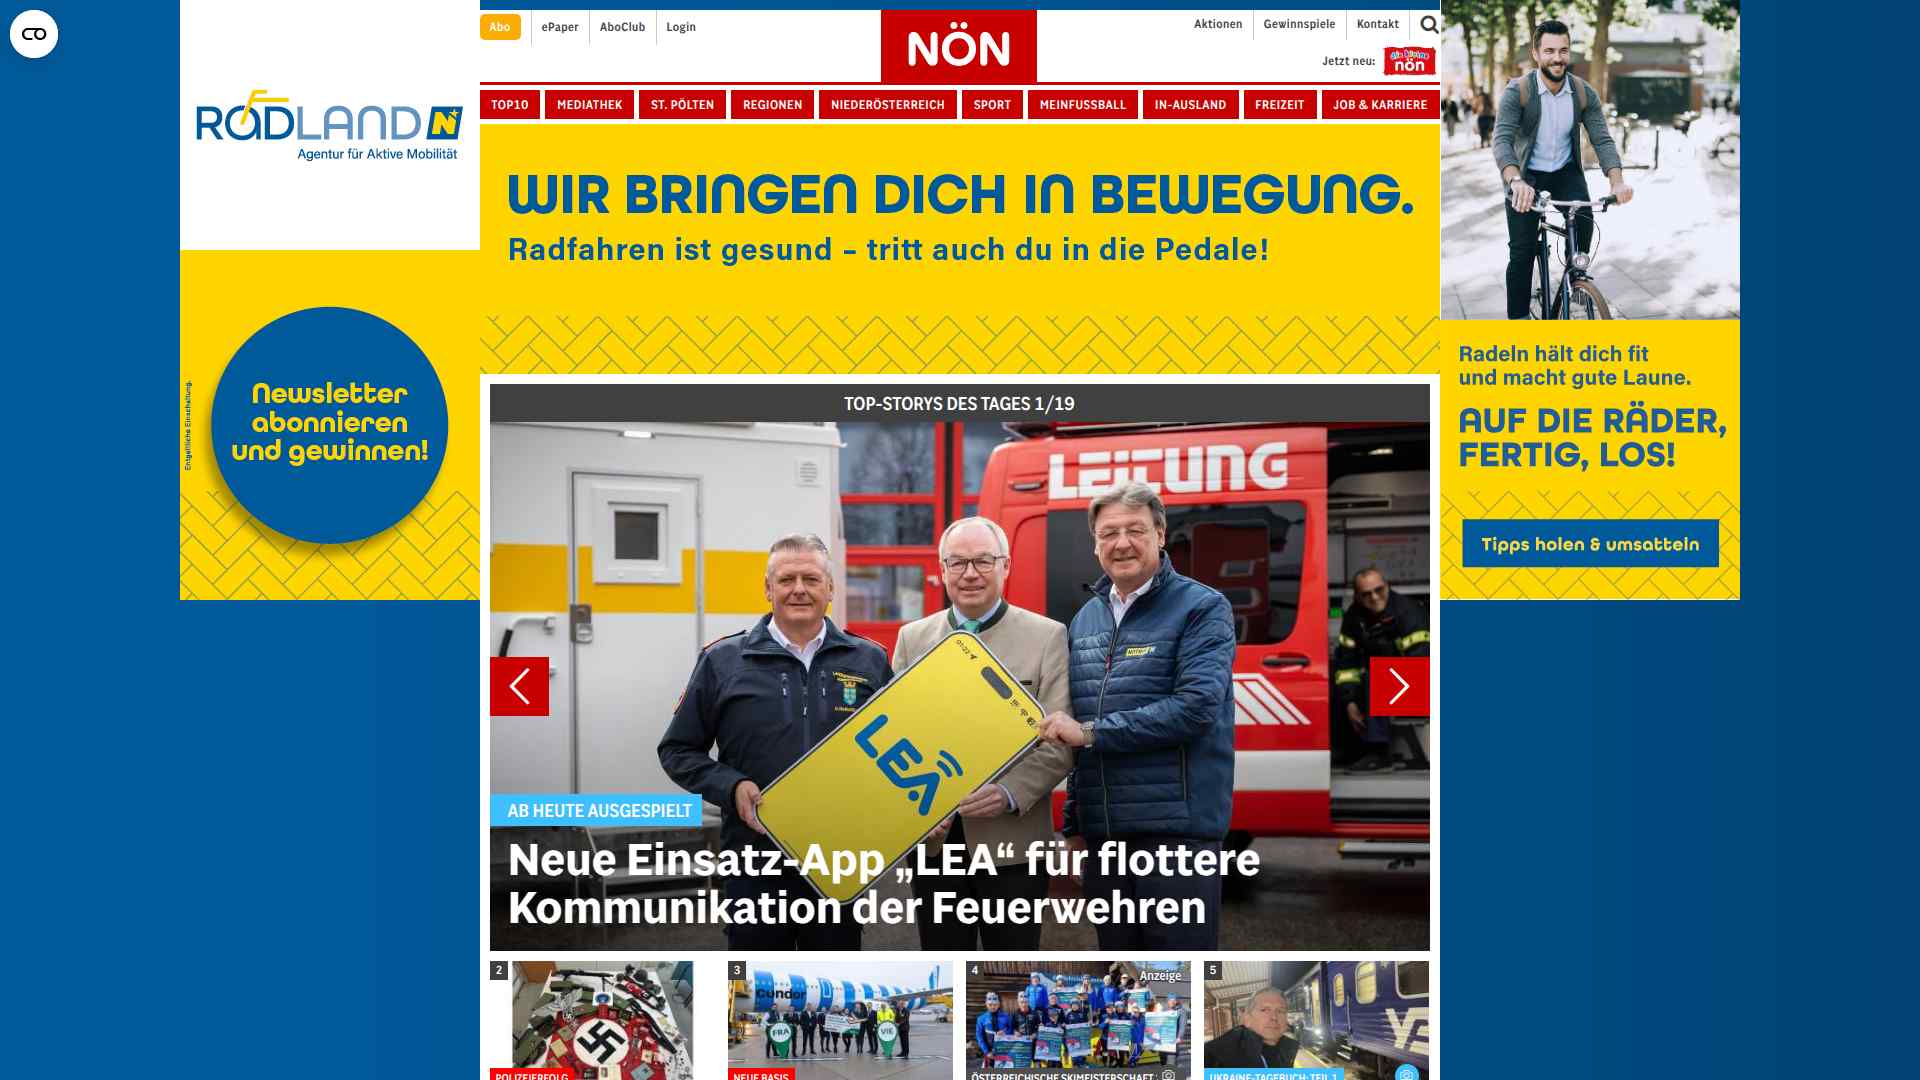 Abo
ePaper
AboClub
Login
NÖN
Aktionen
Gewinnspiele
Kontakt
Jetzt neu:
die kleine
nön
TOP10
MEDIATHEK
ST. PÖLTEN
REGIONEN
NIEDERÖSTERREICH
SPORT
MEINFUSSBALL
IN-AUSLAND
FREIZEIT
JOB & KARRIERE
RADLAND N
Agentur für Aktive Mobilität
WIR BRINGEN DICH IN BEWEGUNG.
Radfahren ist gesund – tritt auch du in die Pedale!
Entgeltliche Einschaltung.
Newsletter
abonnieren
und gewinnen!
Radeln hält dich fit
und macht gute Laune.
AUF DIE RÄDER,
FERTIG, LOS!
Tipps holen & umsatteln
TOP-STORYS DES TAGES 1/19
LEITUNG
01:22
LEA
AB HEUTE AUSGESPIELT
Neue Einsatz-App „LEA“ für flottere
Kommunikation der Feuerwehren
2
3
4
5
Anzeige
Condor
FRA
VIE
POLIZEIERFOLG
NEUE BASIS
ÖSTERREICHISCHE SKIMEISTERSCHAFT
UKRAINE-TAGEBUCH: TEIL 1